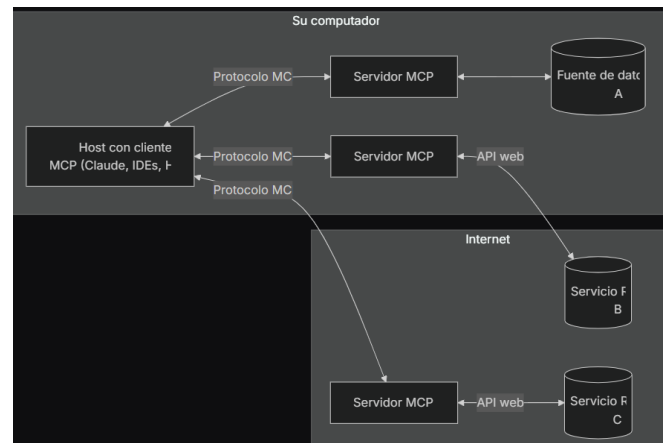 Su computador
Protocolo MC
Servidor MCP
Fuente de datc
A
Host con cliente
MCP (Claude, IDEs, H
Protocolo MC
Servidor MCP
API web
Protocolo MC
Internet
Servicio R
B
Servidor MCP
API web
Servicio R
C